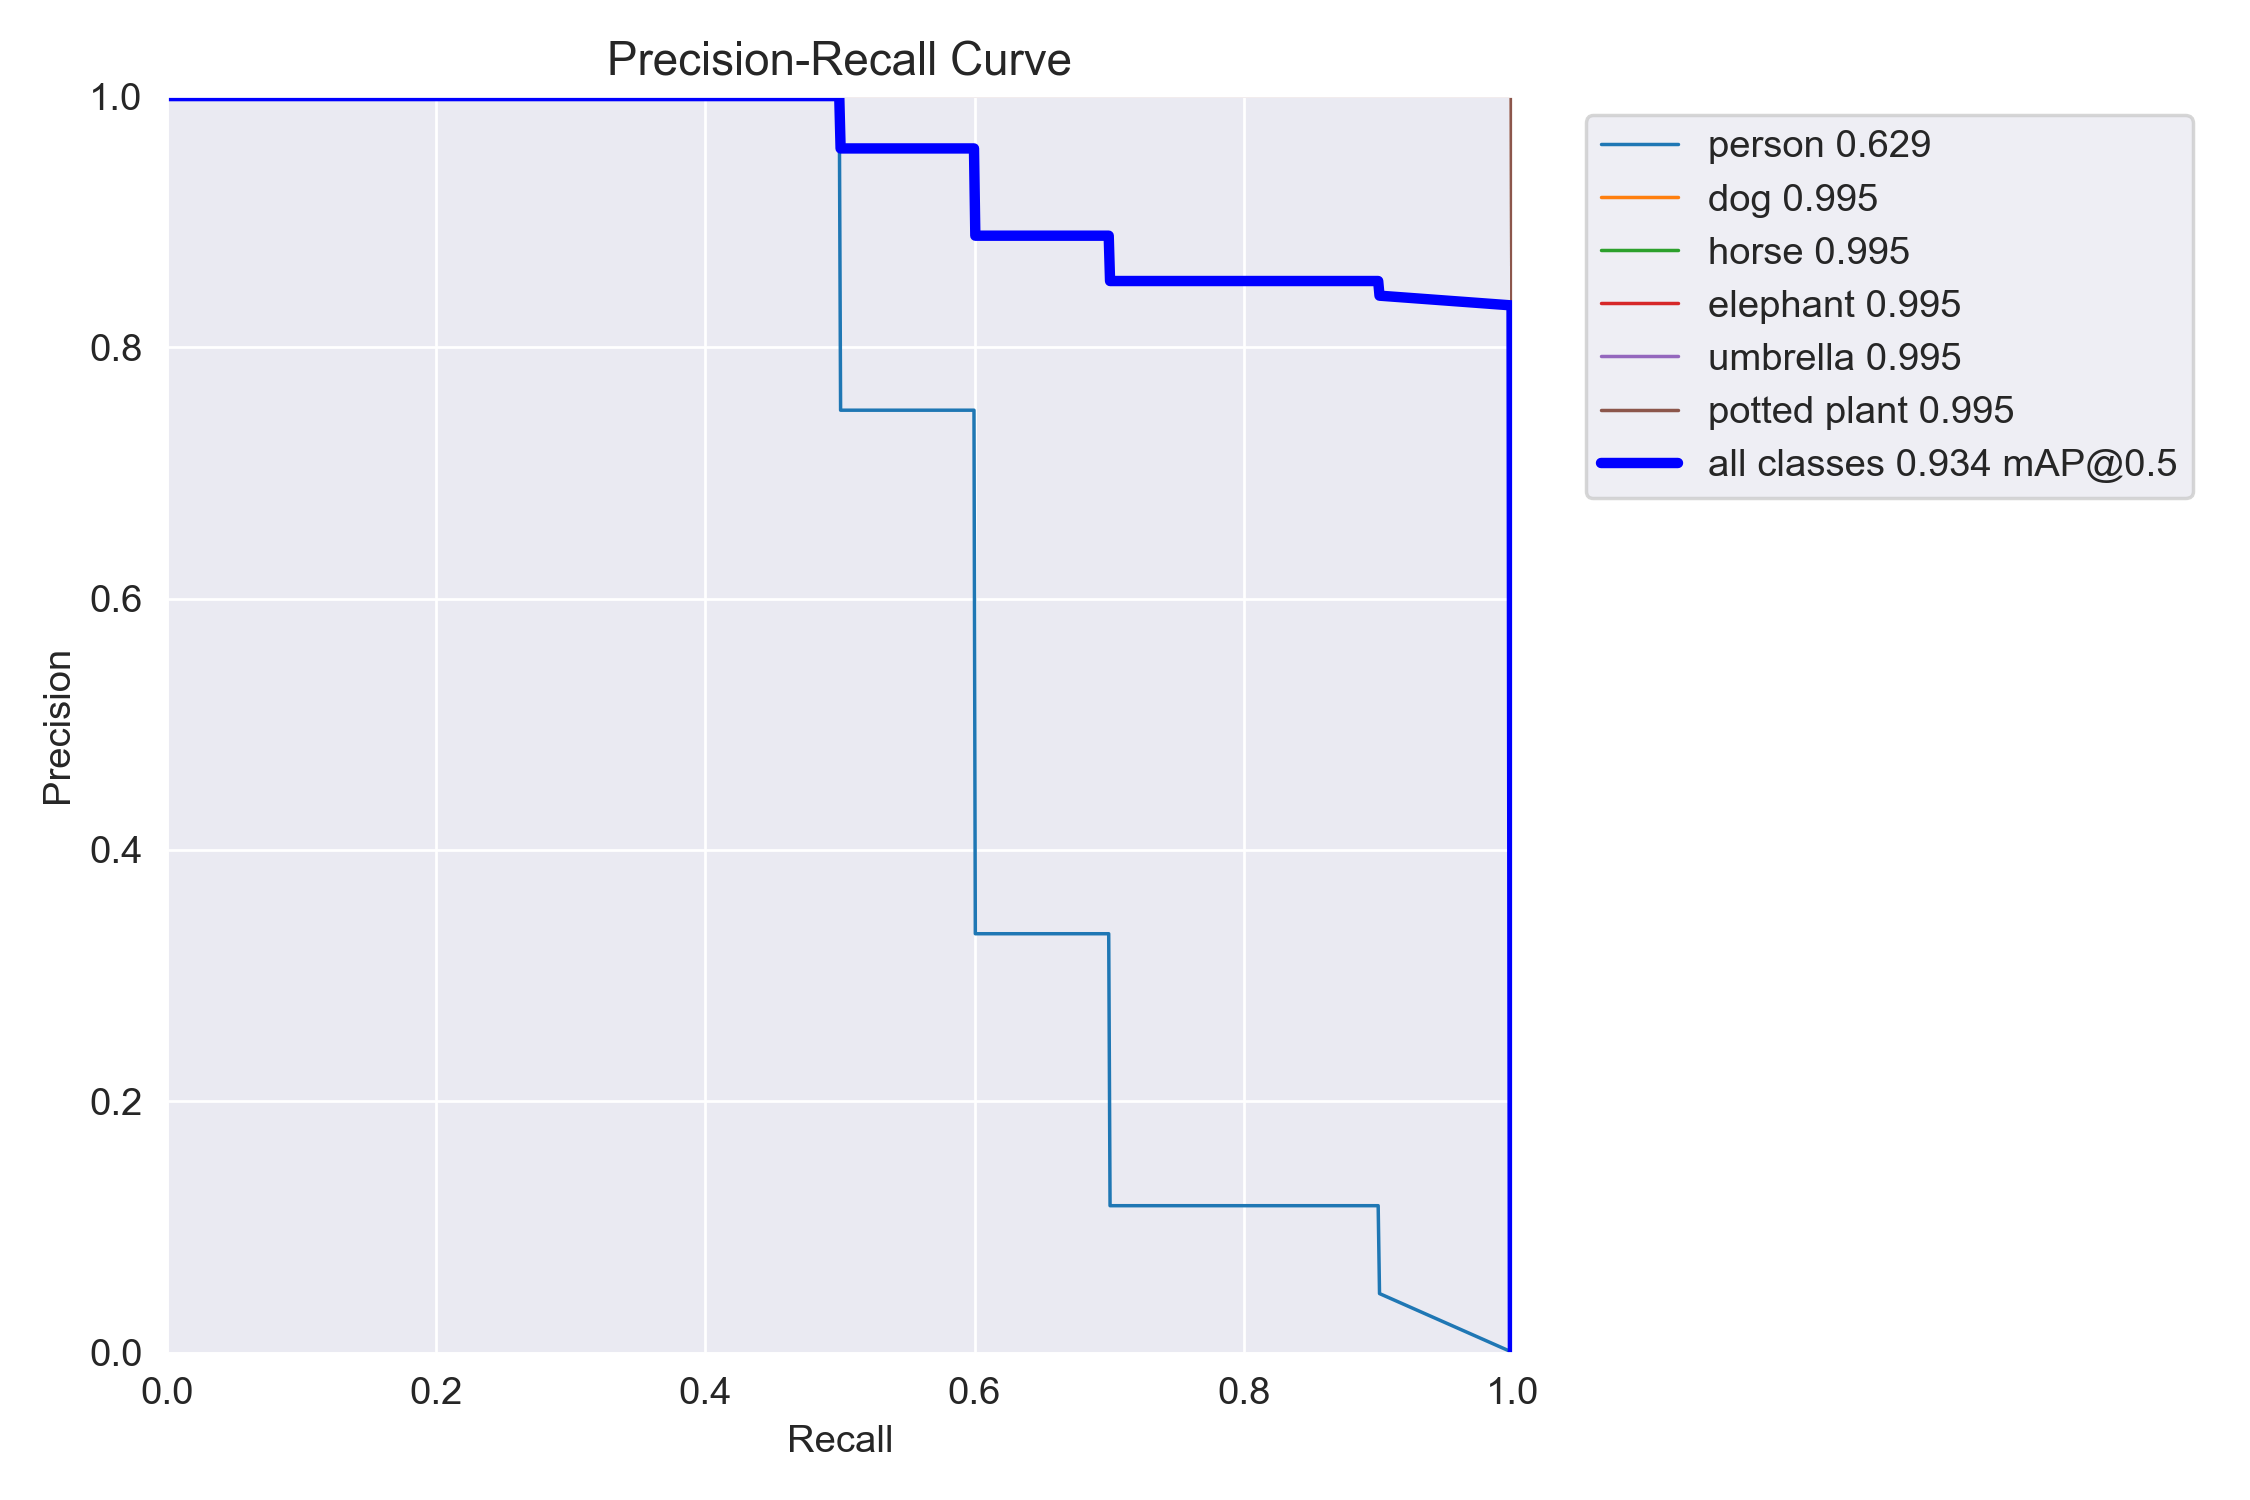 Precision-Recall Curve
1.0
0.8
0.6
0.4
0.2
0.0
Precision
0.0 0.2 0.4 0.6 0.8 1.0
Recall
person 0.629
dog 0.995
horse 0.995
elephant 0.995
umbrella 0.995
potted plant 0.995
all classes 0.934 mAP@0.5